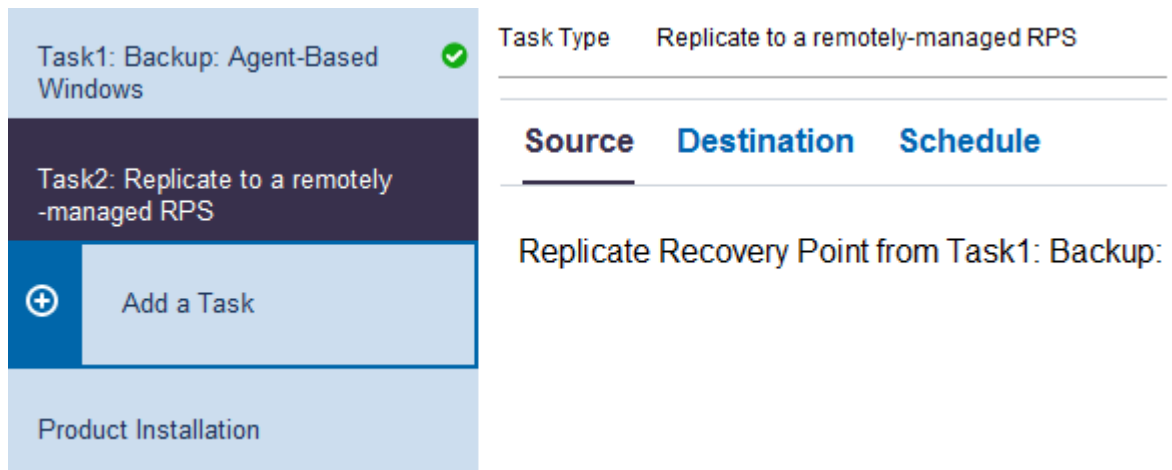 Task1: Backup: Agent-Based
Windows
Task2: Replicate to a remotely
-managed RPS
Add a Task
Product Installation
Task Type Replicate to a remotely-managed RPS
Source Destination Schedule
Replicate Recovery Point from Task1: Backup: